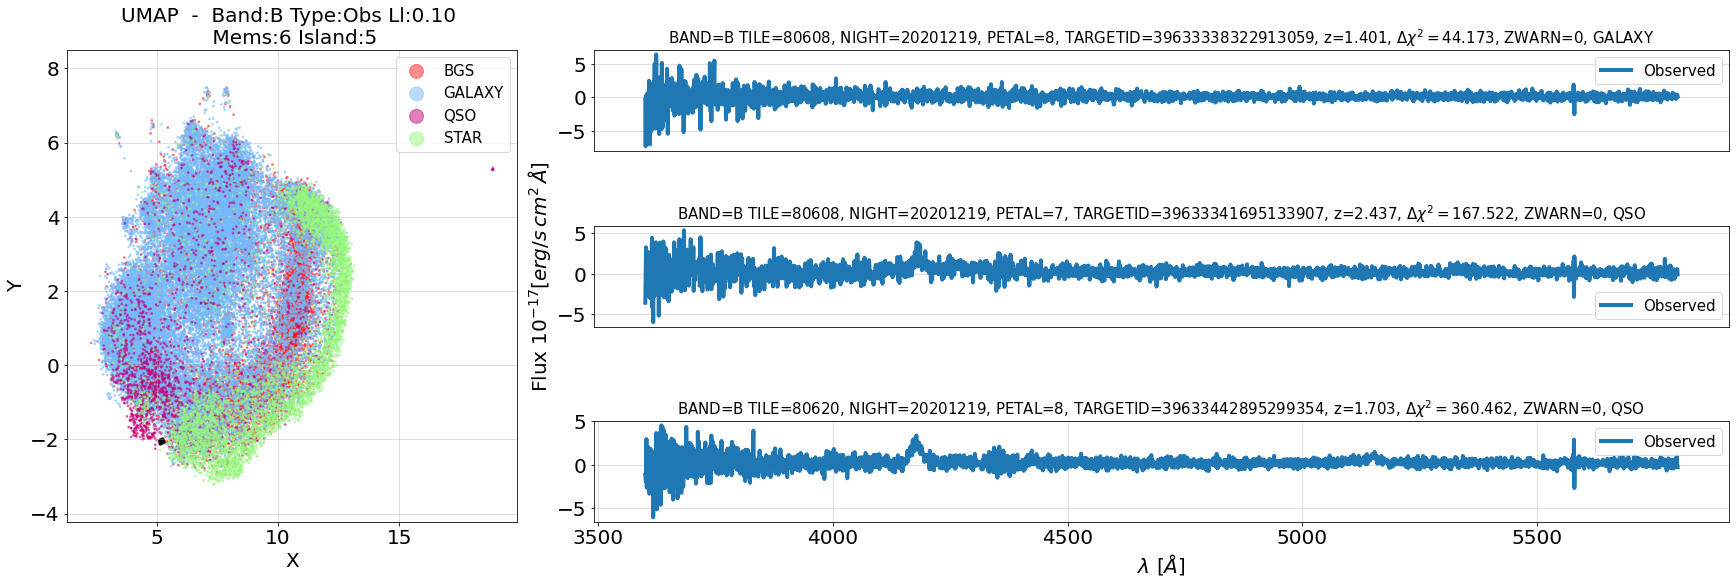 UMAP  -  Band:B Type:Obs Ll:0.10
Mems:6 Island:5
BGS
GALAXY
QSO
STAR
8
6
4
2
0
−2
−4
Y
5
10
15
X
Flux 10⁻¹⁷[erg/s cm² Å]
BAND=B TILE=80608, NIGHT=20201219, PETAL=8, TARGETID=39633338322913059, z=1.401, Δχ² = 44.173, ZWARN=0, GALAXY
Observed
5
0
−5
BAND=B TILE=80608, NIGHT=20201219, PETAL=7, TARGETID=39633341695133907, z=2.437, Δχ² = 167.522, ZWARN=0, QSO
5
0
−5
Observed
BAND=B TILE=80620, NIGHT=20201219, PETAL=8, TARGETID=39633442895299354, z=1.703, Δχ² = 360.462, ZWARN=0, QSO
Observed
5
0
−5
3500
4000
4500
5000
5500
λ [Å]